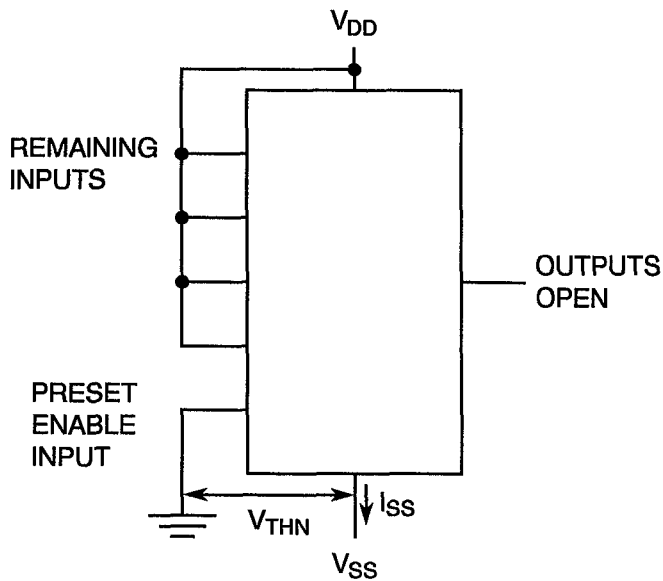 VDD
REMAINING
INPUTS
OUTPUTS
OPEN
PRESET
ENABLE
INPUT
VTHN
ISS
VSS